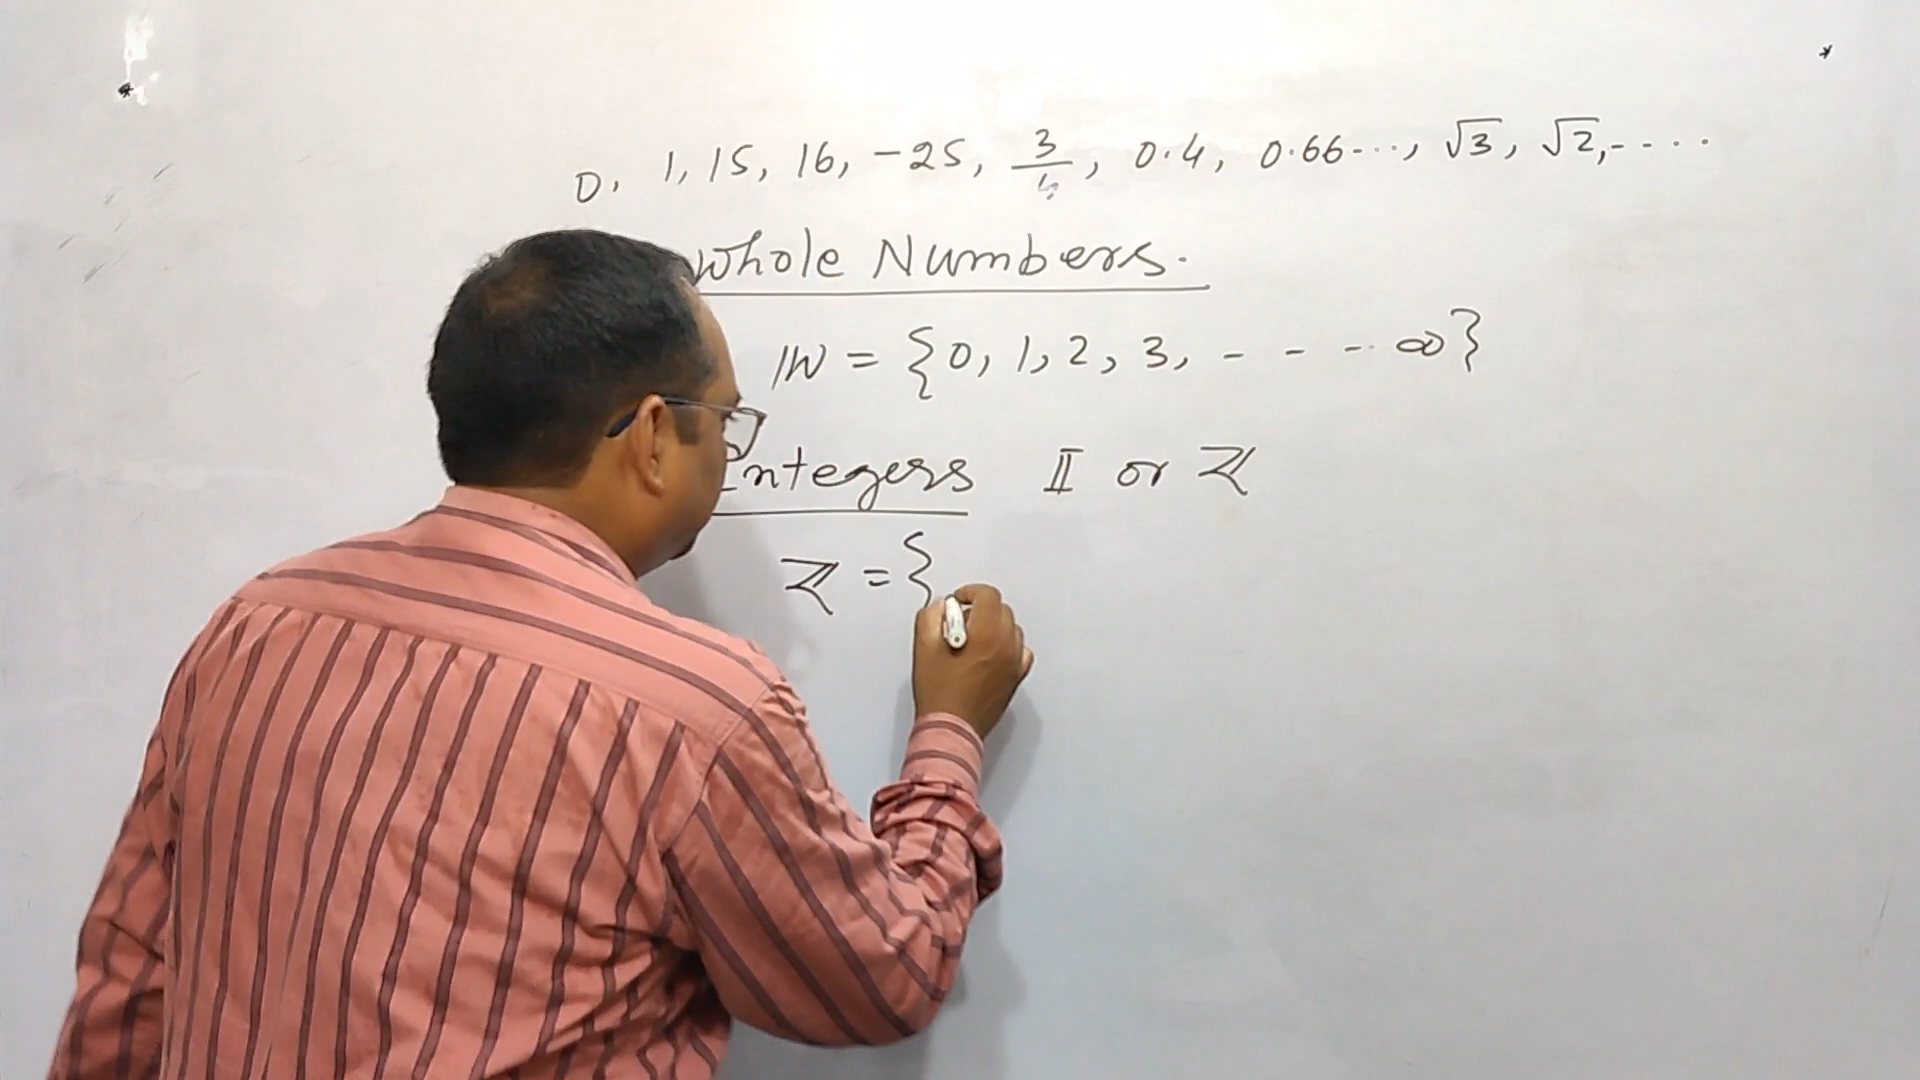 0, 1, 15, 16, -25, 3/4, 0.4, 0.66..., √3, √2, - - - -
Whole Numbers.
W = {0, 1, 2, 3, - - - ∞}
Integers I or Z
Z = {